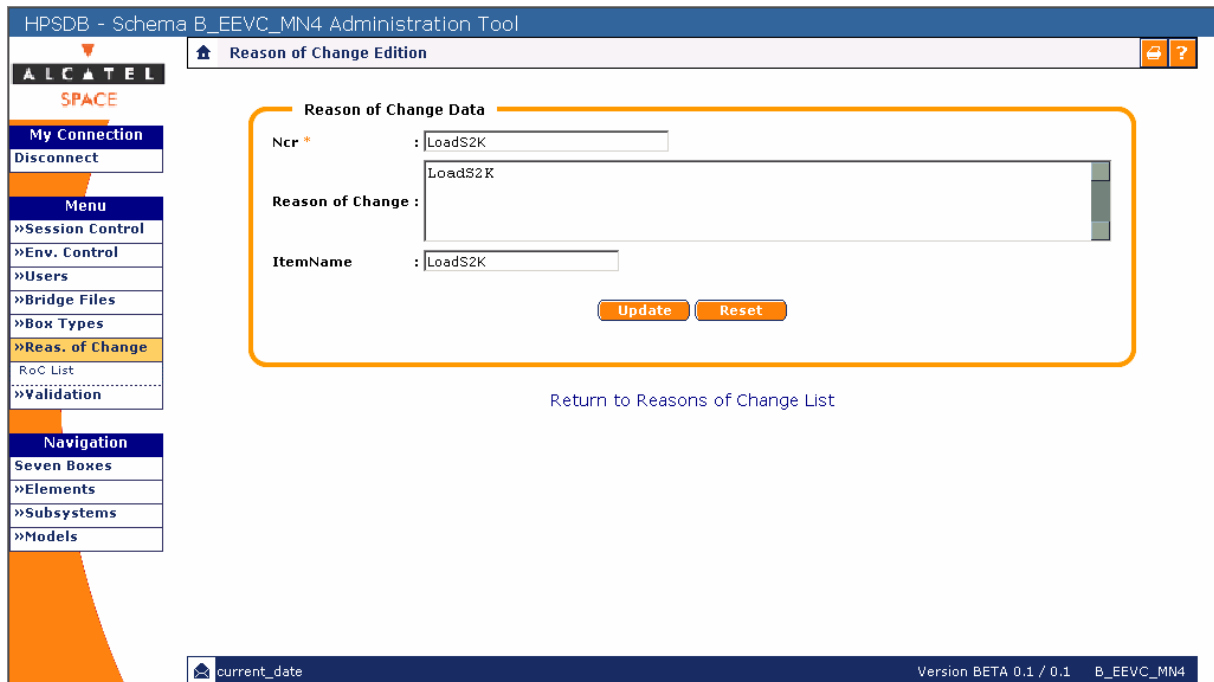 HPSDB - Schema B_EEVC_MN4 Administration Tool
ALCATEL
SPACE
Reason of Change Edition
?
My Connection
Disconnect
Menu
»Session Control
»Env. Control
»Users
»Bridge Files
»Box Types
»Reas. of Change
RoC List
»Validation
Navigation
Seven Boxes
»Elements
»Subsystems
»Models
Reason of Change Data
Ncr * : LoadS2K
Reason of Change : LoadS2K
ItemName : LoadS2K
Update Reset
Return to Reasons of Change List
current_date Version BETA 0.1 / 0.1 B_EEVC_MN4